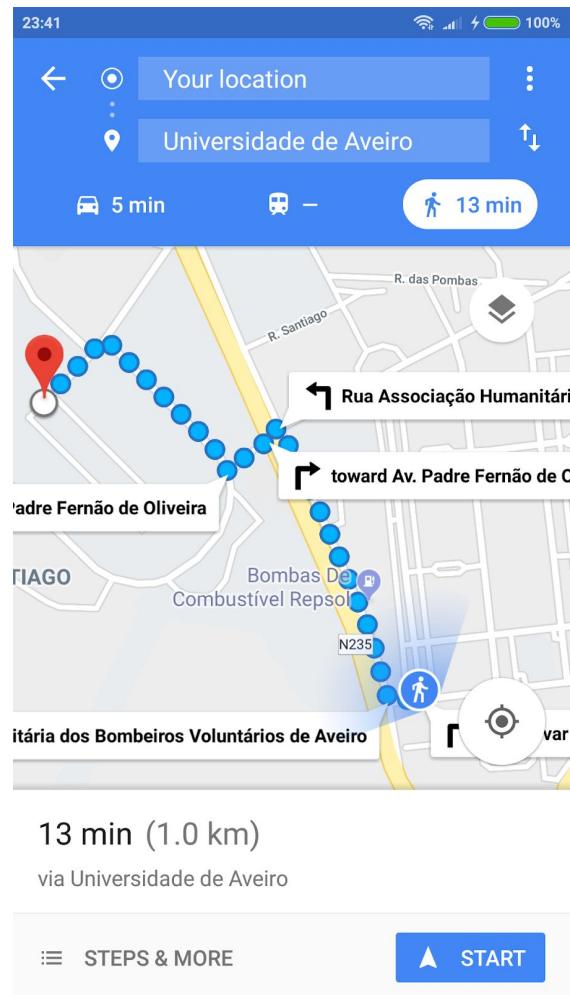 23:41
100%
Your location
Universidade de Aveiro
5 min
–
13 min
R. das Pombas
R. Santiago
Rua Associação Humanitári
toward Av. Padre Fernão de O
adre Fernão de Oliveira
TIAGO
Bombas De
Combustível Repsol
N235
itária dos Bombeiros Voluntários de Aveiro
var
13 min (1.0 km)
via Universidade de Aveiro
STEPS & MORE
START